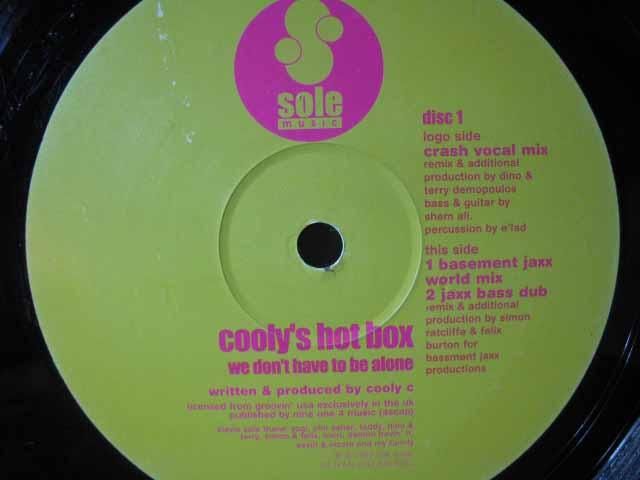 sole
music
disc 1
logo side
crash vocal mix
remix & additional
production by dino &
terry demopoulos
bass & guitar by
shem ali.
percussion by e'lad
this side
1 basement jaxx
world mix
2 jaxx bass dub
remix & additional
production by simon
ratcliffe & felix
burton for
basement jaxx
productions
cooly's hot box
we don't have to be alone
written & produced by cooly c
licensed from groovin' usa exclusively in the uk
published by nine one 4 music (ascap)